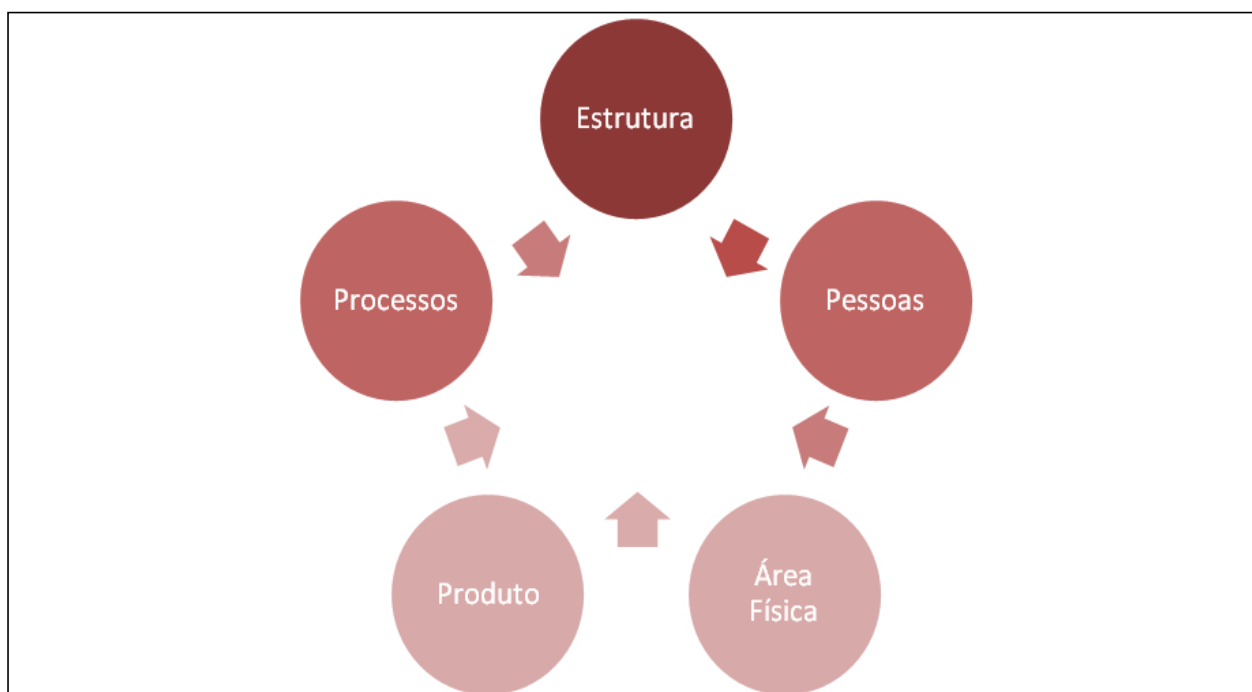 Estrutura
Processos
Pessoas
Produto
Área
Física